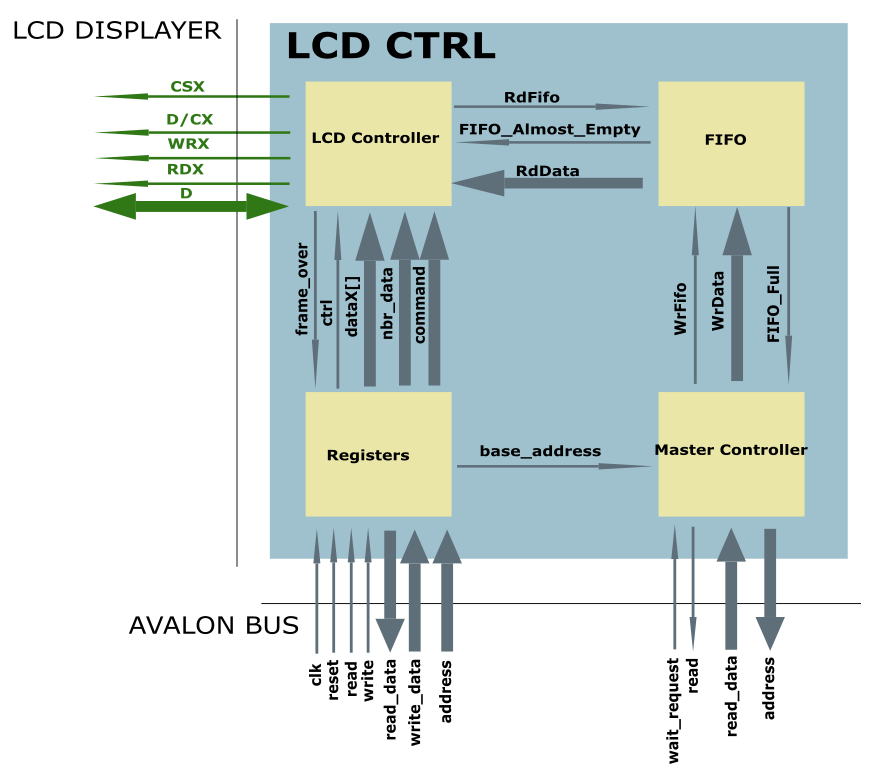 LCD DISPLAYER
LCD CTRL
CSX
D/CX
WRX
RDX
D
LCD Controller
RdFifo
FIFO_Almost_Empty
RdData
FIFO
frame_over
ctrl
dataX[]
nbr_data
command
WrFifo
WrData
FIFO_Full
Registers
base_address
Master Controller
AVALON BUS
clk
reset
read
write
read_data
write_data
address
wait_request
read
read_data
address